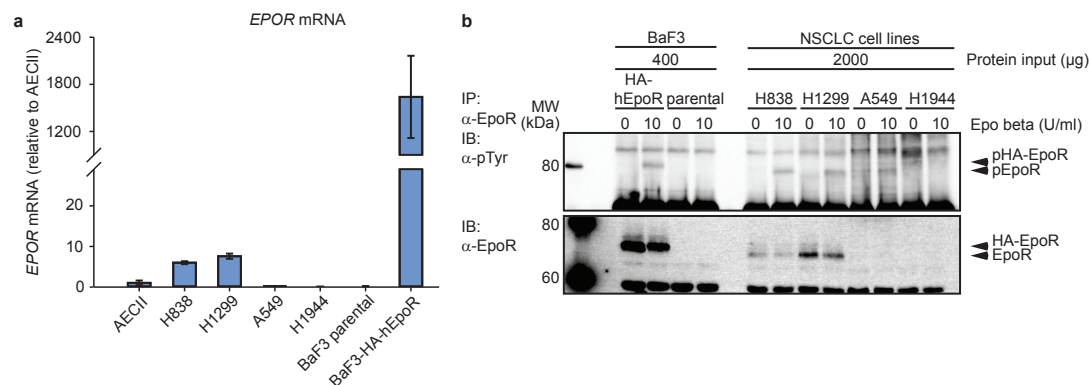 a
EPOR mRNA
EPOR mRNA (relative to AECII)
2400
1200
20
10
0
AECII
H838
H1299
A549
H1944
BaF3 parental
BaF3-HA-hEpoR
b
BaF3
NSCLC cell lines
400
2000
Protein input (µg)
HA-
hEpoR
parental
H838
H1299
A549
H1944
IP:
α-EpoR
MW
(kDa)
0 10 0 10 0 10 0 10 0 10 0 10
Epo beta (U/ml)
IB:
α-pTyr
80
pHA-EpoR
pEpoR
IB:
α-EpoR
80
60
HA-EpoR
EpoR